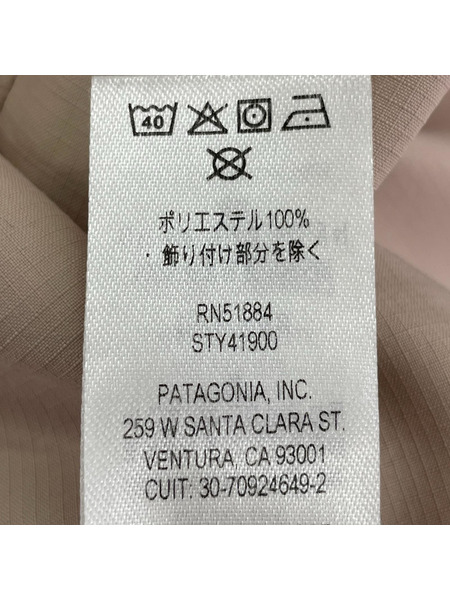 40
ポリエステル100%
・飾り付け部分を除く
RN51884
STY41900
PATAGONIA, INC.
259 W SANTA CLARA ST.
VENTURA, CA 93001
CUIT: 30-70924649-2